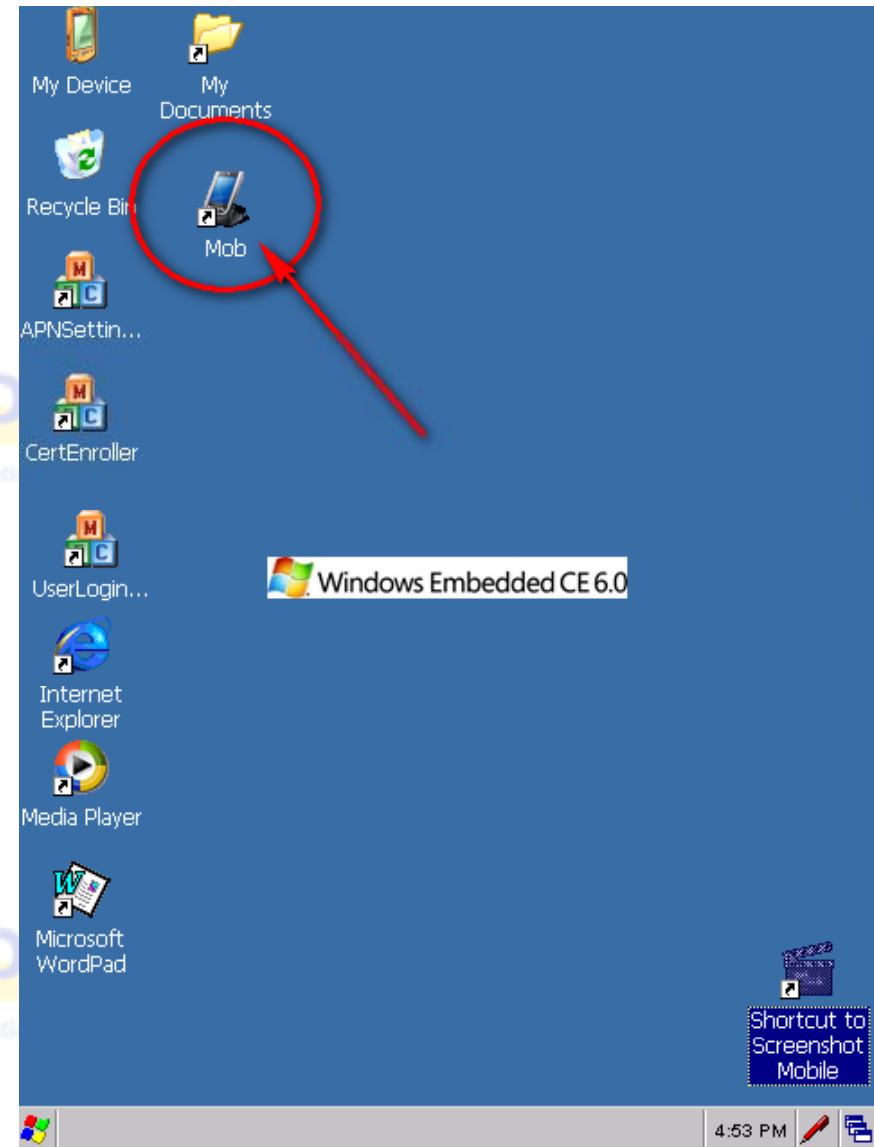 My Device
My
Documents
Recycle Bin
Mob
APNSettin...
CertEnroller
UserLogin...
Windows Embedded CE 6.0
Internet
Explorer
Media Player
Microsoft
WordPad
Shortcut to
Screenshot
Mobile
4:53 PM